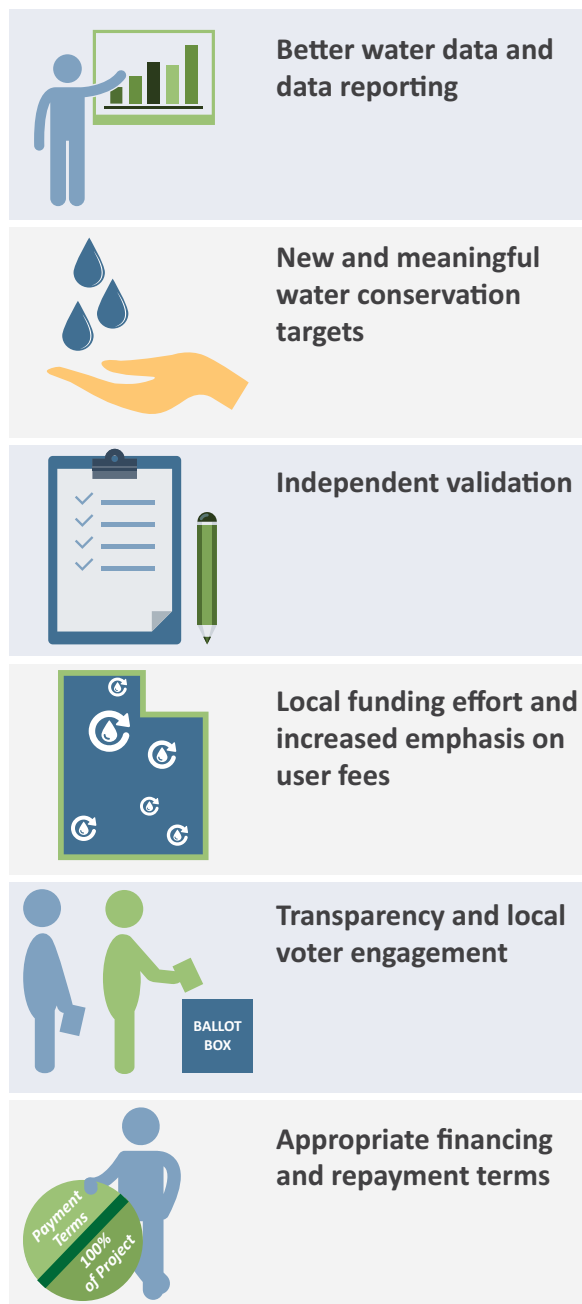 Better water data and
data reporting
New and meaningful
water conservation
targets
Independent validation
Local funding effort and
increased emphasis on
user fees
Transparency and local
voter engagement
BALLOT
BOX
Appropriate financing
and repayment terms
Payment
Terms
100%
of Project